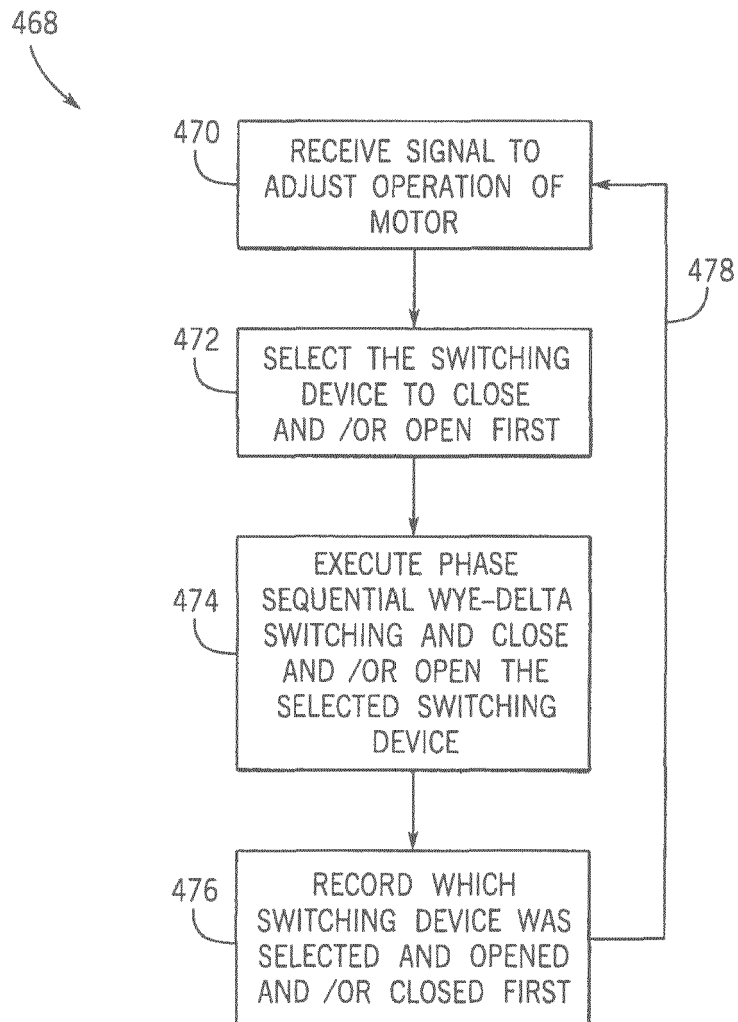 468
470
RECEIVE SIGNAL TO
ADJUST OPERATION OF
MOTOR
478
472
SELECT THE SWITCHING
DEVICE TO CLOSE
AND /OR OPEN FIRST
474
EXECUTE PHASE
SEQUENTIAL WYE-DELTA
SWITCHING AND CLOSE
AND /OR OPEN THE
SELECTED SWITCHING
DEVICE
476
RECORD WHICH
SWITCHING DEVICE WAS
SELECTED AND OPENED
AND /OR CLOSED FIRST